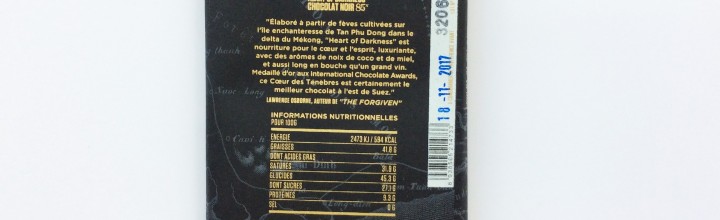 CHOCOLAT NOIR
"Élaboré à partir de fèves cultivées sur
l'île enchanteresse de Tan Phu Dong dans le
delta du Mékong, "Heart of Darkness" est
nourriture pour le cœur et l'esprit, luxuriante,
avec des arômes de noix de coco et de miel,
et aussi long en bouche qu'un grand vin.
Médaillé d'or aux International Chocolate Awards,
ce Cœur des Ténèbres est certainement le
meilleur chocolat à l'est de Suez."
LAWRENCE OSBORNE, AUTEUR DE "THE FORGIVEN"
INFORMATIONS NUTRITIONNELLES
POUR 100G
ENERGIE 2473 KJ / 594 KCAL
GRAISSES 41.8 G
DONT ACIDES GRAS
SATURÉS 31.9 G
GLUCIDES 45.3 G
DONT SUCRES
PROTÉINES 9.3 G
SEL 0 G
3206
18-11-2017